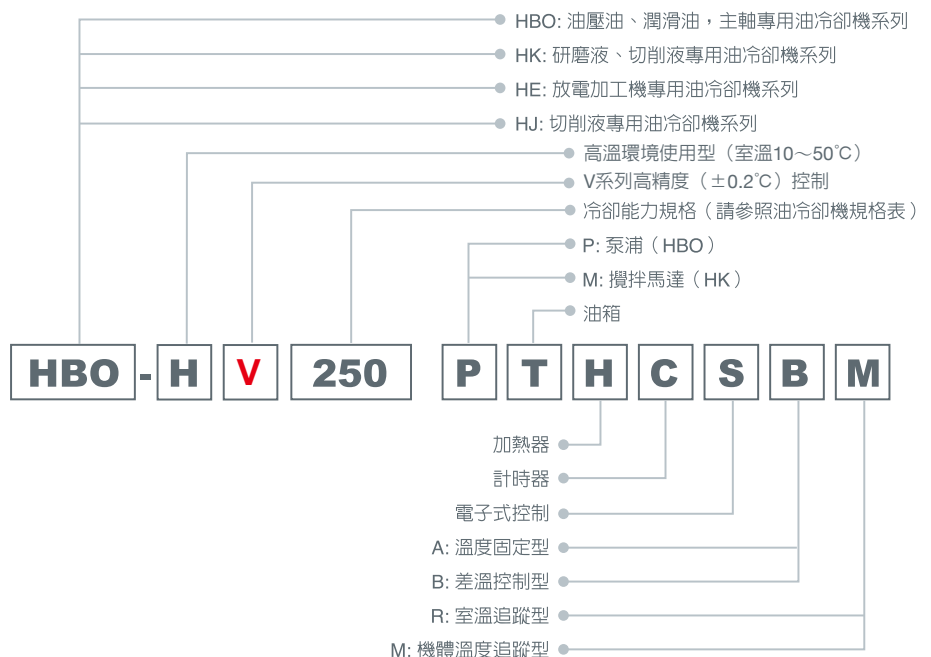 HBO: 油壓油、潤滑油，主軸專用油冷卻機系列
HK: 研磨液、切削液專用油冷卻機系列
HE: 放電加工機專用油冷卻機系列
HJ: 切削液專用油冷卻機系列
高溫環境使用型（室溫10～50℃）
V系列高精度（±0.2℃）控制
冷卻能力規格（請參照油冷卻機規格表）
P: 泵浦（HBO）
M: 攪拌馬達（HK）
油箱
HBO - H V 250 P T H C S B M
加熱器
計時器
電子式控制
A: 溫度固定型
B: 差溫控制型
R: 室溫追蹤型
M: 機體溫度追蹤型